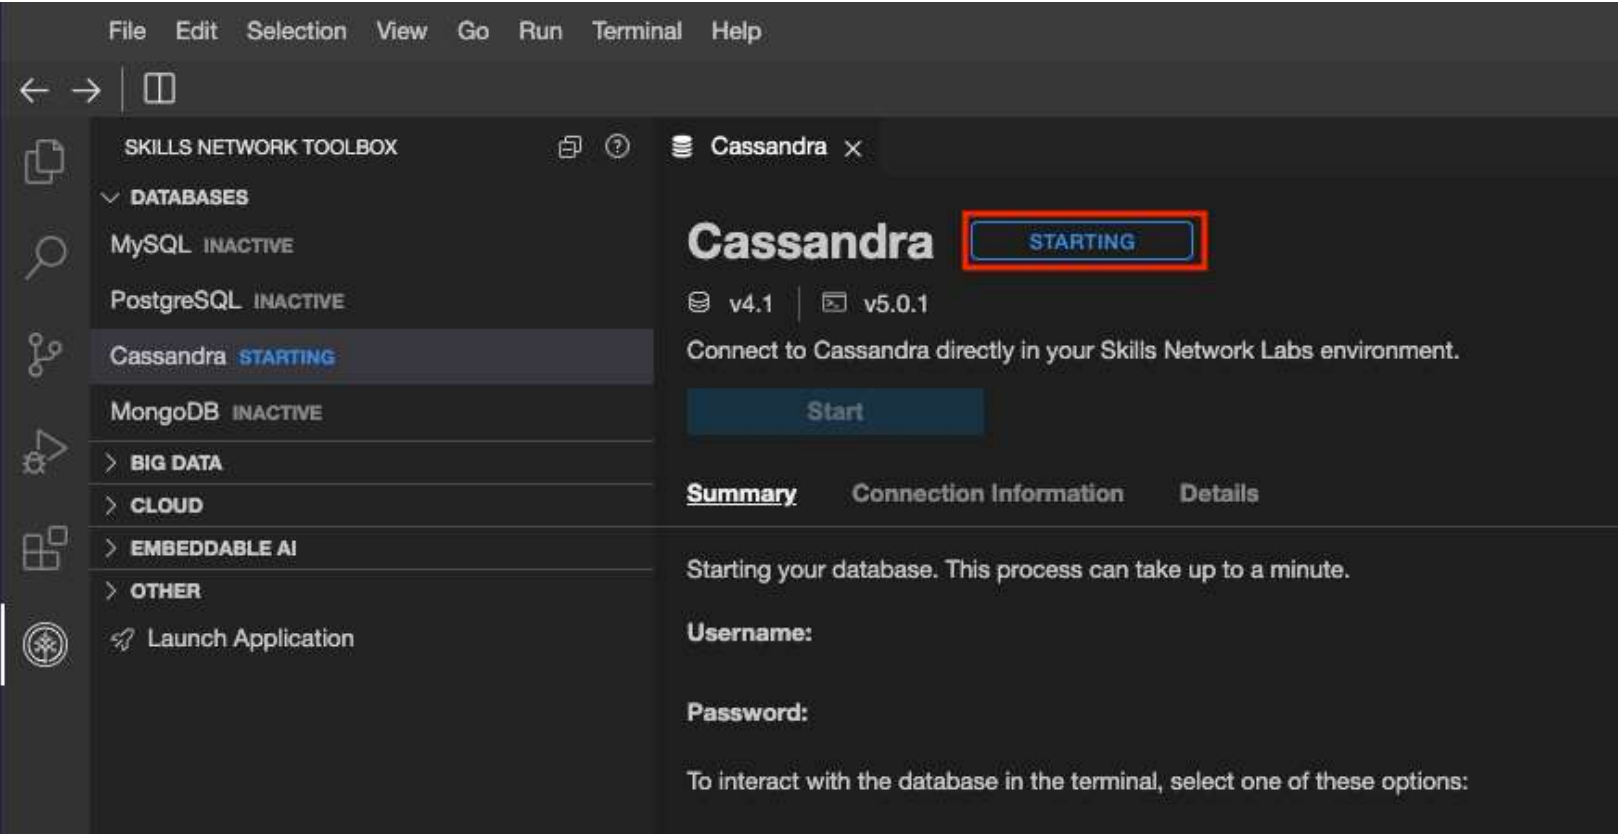 File Edit Selection View Go Run Terminal Help
SKILLS NETWORK TOOLBOX
DATABASES
MySQL INACTIVE
PostgreSQL INACTIVE
Cassandra STARTING
MongoDB INACTIVE
BIG DATA
CLOUD
EMBEDDABLE AI
OTHER
Launch Application
Cassandra
Cassandra STARTING
v4.1 v5.0.1
Connect to Cassandra directly in your Skills Network Labs environment.
Start
Summary Connection Information Details
Starting your database. This process can take up to a minute.
Username:
Password:
To interact with the database in the terminal, select one of these options: